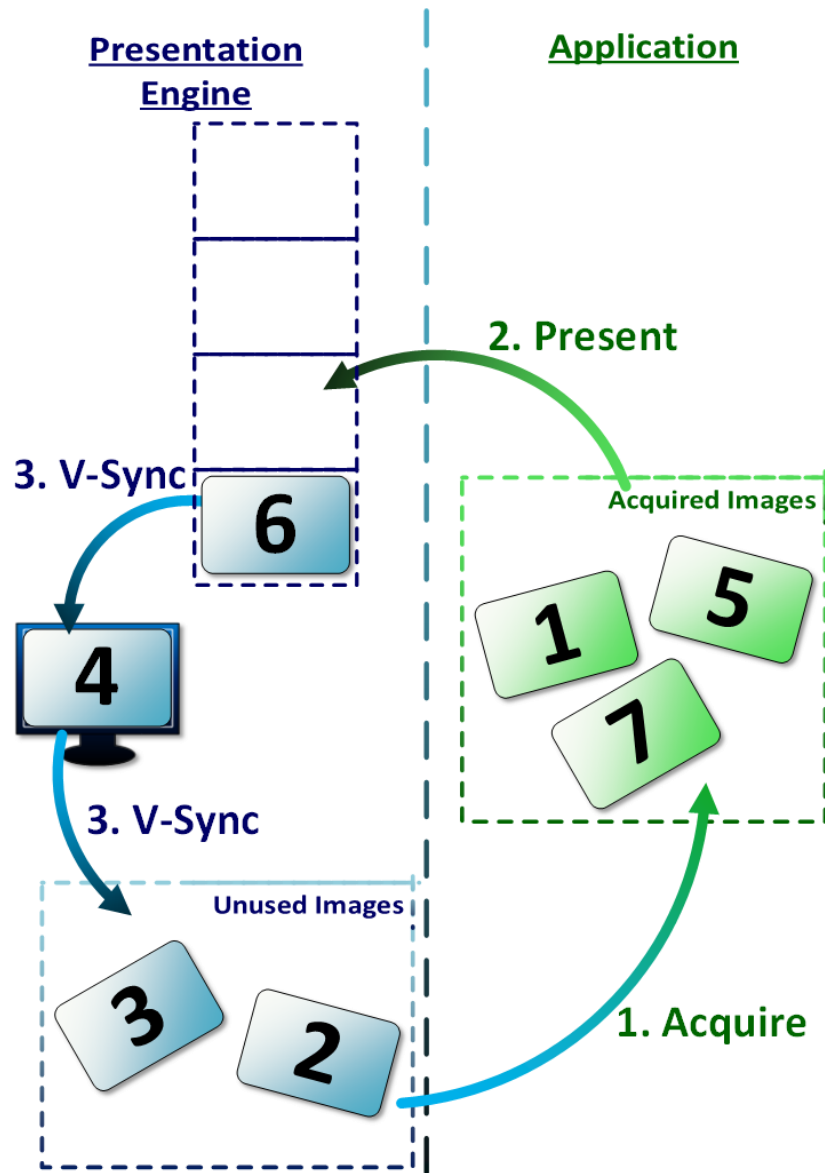 Presentation
Engine
Application
2. Present
3. V-Sync
6
Acquired Images
5
1
7
4
3. V-Sync
Unused Images
3
2
1. Acquire